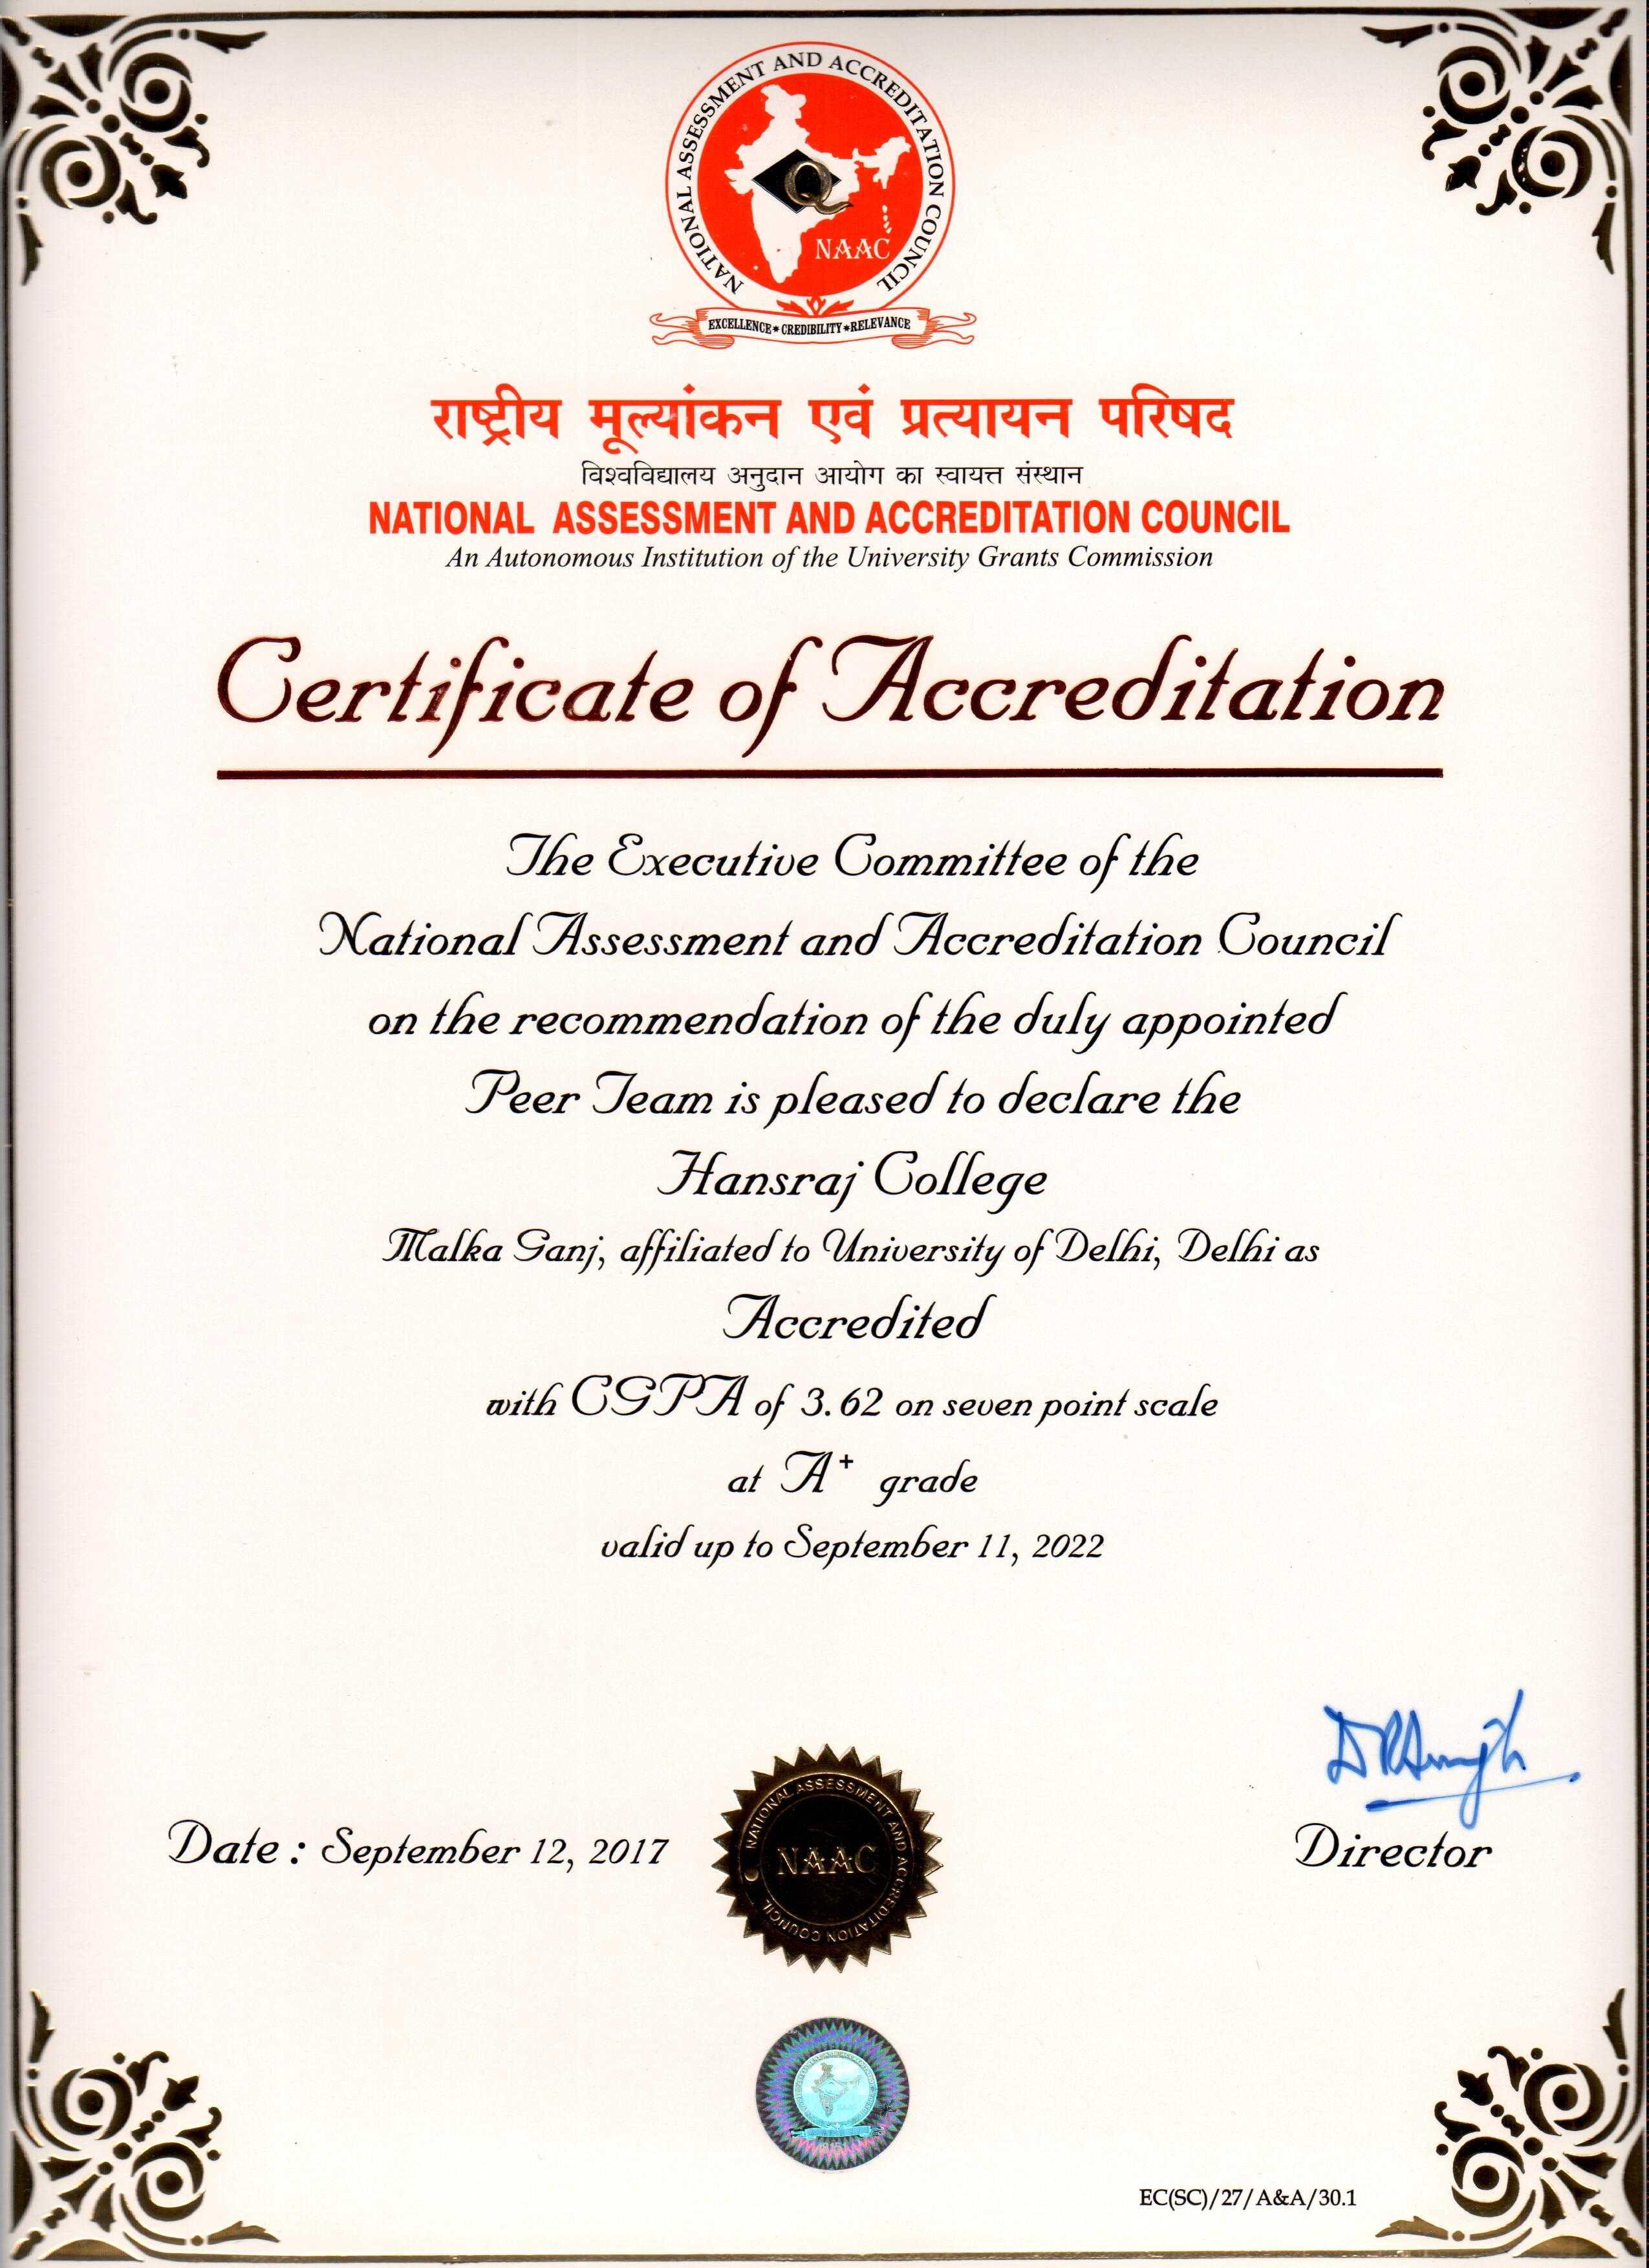 NATIONAL ASSESSMENT AND ACCREDITATION COUNCIL
Q
NAAC
EXCELLENCE★CREDIBILITY★RELEVANCE
राष्ट्रीय मूल्यांकन एवं प्रत्यायन परिषद
विश्वविद्यालय अनुदान आयोग का स्वायत्त संस्थान
NATIONAL ASSESSMENT AND ACCREDITATION COUNCIL
An Autonomous Institution of the University Grants Commission
Certificate of Accreditation
The Executive Committee of the
National Assessment and Accreditation Council
on the recommendation of the duly appointed
Peer Team is pleased to declare the
Hansraj College
Malka Ganj, affiliated to University of Delhi, Delhi as
Accredited
with CGPA of 3.62 on seven point scale
at A⁺ grade
valid up to September 11, 2022
Date : September 12, 2017
NATIONAL ASSESSMENT AND ACCREDITATION COUNCIL
NAAC
Director
EC(SC)/27/A&A/30.1